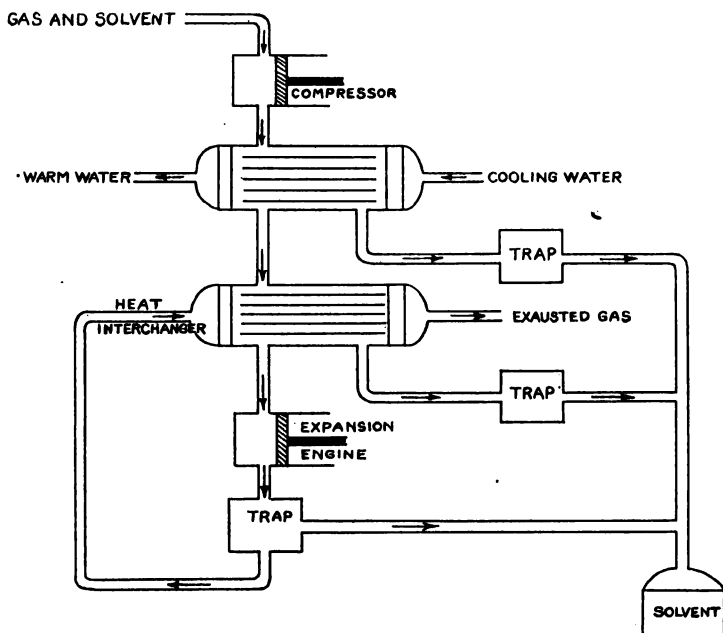 GAS AND SOLVENT
COMPRESSOR
WARM WATER
COOLING WATER
TRAP
HEAT
INTERCHANGER
EXAUSTED GAS
TRAP
EXPANSION
ENGINE
TRAP
SOLVENT